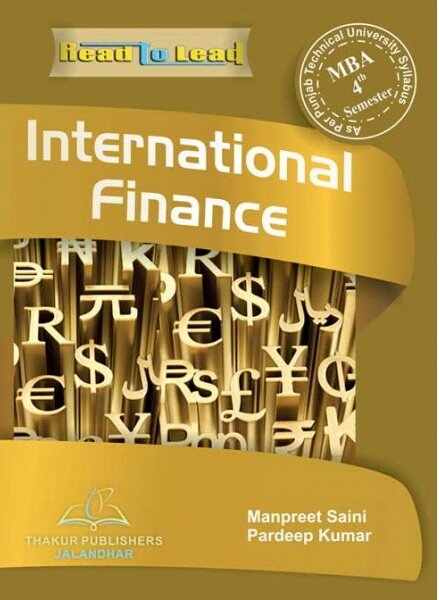 Read To Lead
As Per Punjab Technical University Syllabus
MBA
4th
Semester
International
Finance
Manpreet Saini
Pardeep Kumar
THAKUR PUBLISHERS
JALANDHAR